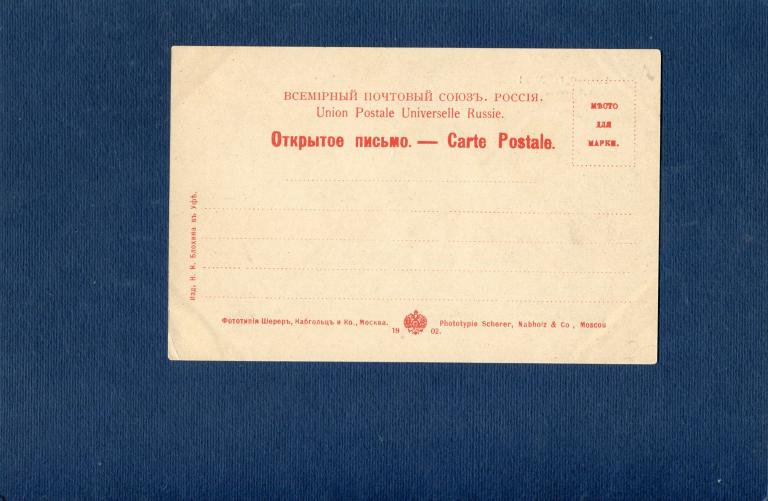 ВСЕМІРНЫЙ ПОЧТОВЫЙ СОЮЗЪ. РОССІЯ.
Union Postale Universelle Russie.
Открытое письмо. — Carte Postale.
МѢСТО
ДЛЯ
МАРКИ.
Изд. Н. К. Блохина въ Уфѣ.
Фототипія Шереръ, Набгольцъ и Ко., Москва.
19 02.
Phototypie Scherer, Nabholz & Co, Moscou